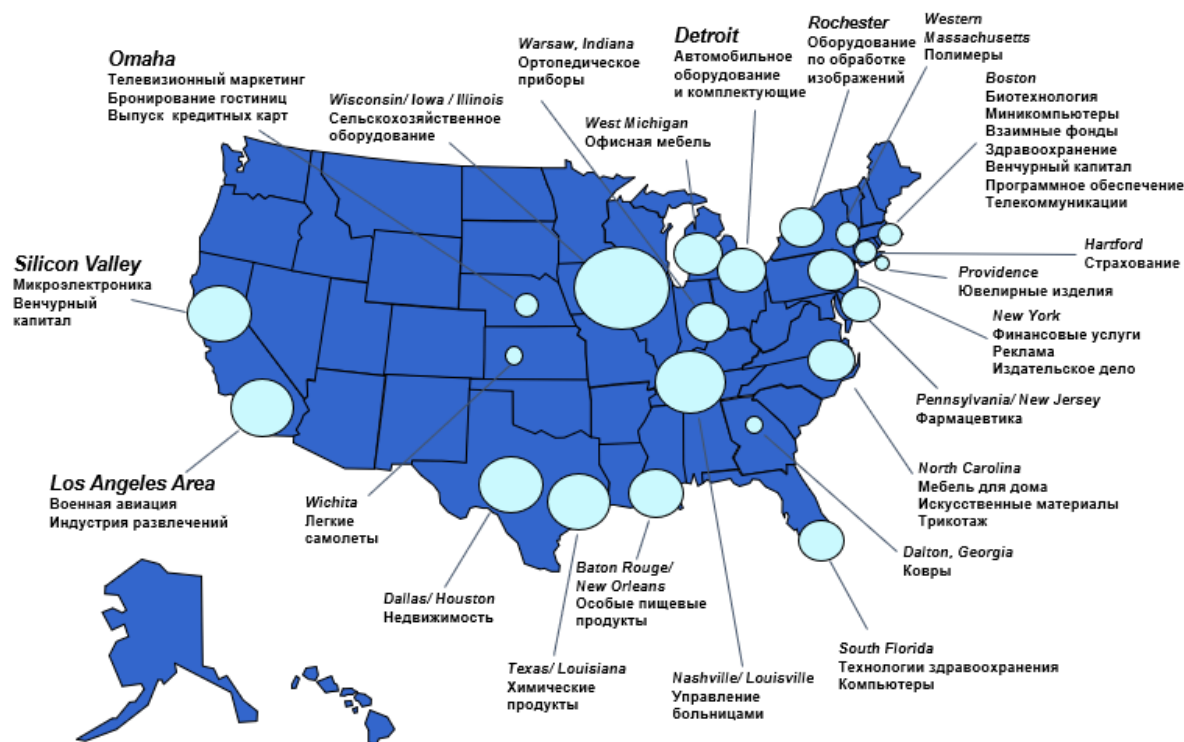 Omaha
Телевизионный маркетинг
Бронирование гостиниц
Выпуск кредитных карт
Wisconsin/ Iowa / Illinois
Сельскохозяйственное
оборудование
Warsaw, Indiana
Ортопедическое
приборы
West Michigan
Офисная мебель
Detroit
Автомобильное
оборудование
и комплектующие
Rochester
Оборудование
по обработке
изображений
Western
Massachusetts
Полимеры
Boston
Биотехнология
Миникомпьютеры
Взаимные фонды
Здравоохранение
Венчурный капитал
Программное обеспечение
Телекоммуникации
Hartford
Страхование
Providence
Ювелирные изделия
New York
Финансовые услуги
Реклама
Издательское дело
Pennsylvania/ New Jersey
Фармацевтика
North Carolina
Мебель для дома
Искусственные материалы
Трикотаж
Dalton, Georgia
Ковры
South Florida
Технологии здравоохранения
Компьютеры
Nashville/ Louisville
Управление
больницами
Baton Rouge/
New Orleans
Особые пищевые
продукты
Texas/ Louisiana
Химические
продукты
Dallas/ Houston
Недвижимость
Wichita
Легкие
самолеты
Los Angeles Area
Военная авиация
Индустрия развлечений
Silicon Valley
Микроэлектроника
Венчурный
капитал